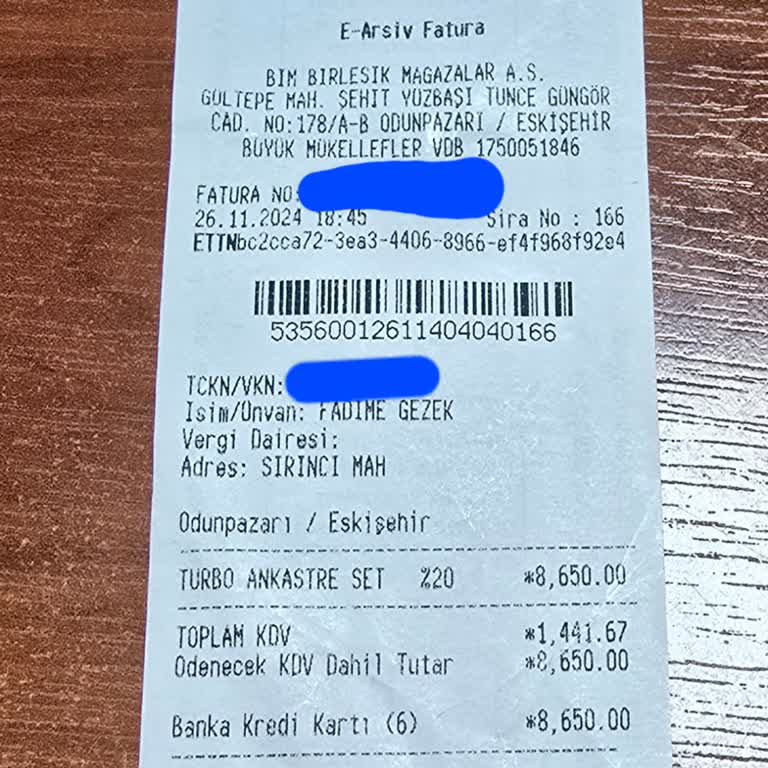 E-Arsiv Fatura
BIM BIRLESIK MAGAZALAR A.S.
GÜLTEPE MAH. ŞEHIT YÜZBAŞI TUNCE GÜNGÖR
CAD. NO:178/A-B ODUNPAZARI / ESKİŞEHİR
BÜYÜK MÜKELLEFLER VDB 1750051846
FATURA NO:
26.11.2024 18:45 Sira No : 166
ETTNbc2cca72-3ea3-4406-8966-ef4f968f92e4
53560012611404040166
TCKN/VKN:
Isim/Ünvan: FADIME GEZEK
Vergi Dairesi:
Adres: SIRINCI MAH
Odunpazarı / Eskişehir
TURBO ANKASTRE SET %20 *8,650.00
TOPLAM KDV *1,441.67
Odenecek KDV Dahil Tutar *8,650.00
Banka Kredi Kartı (6) *8,650.00